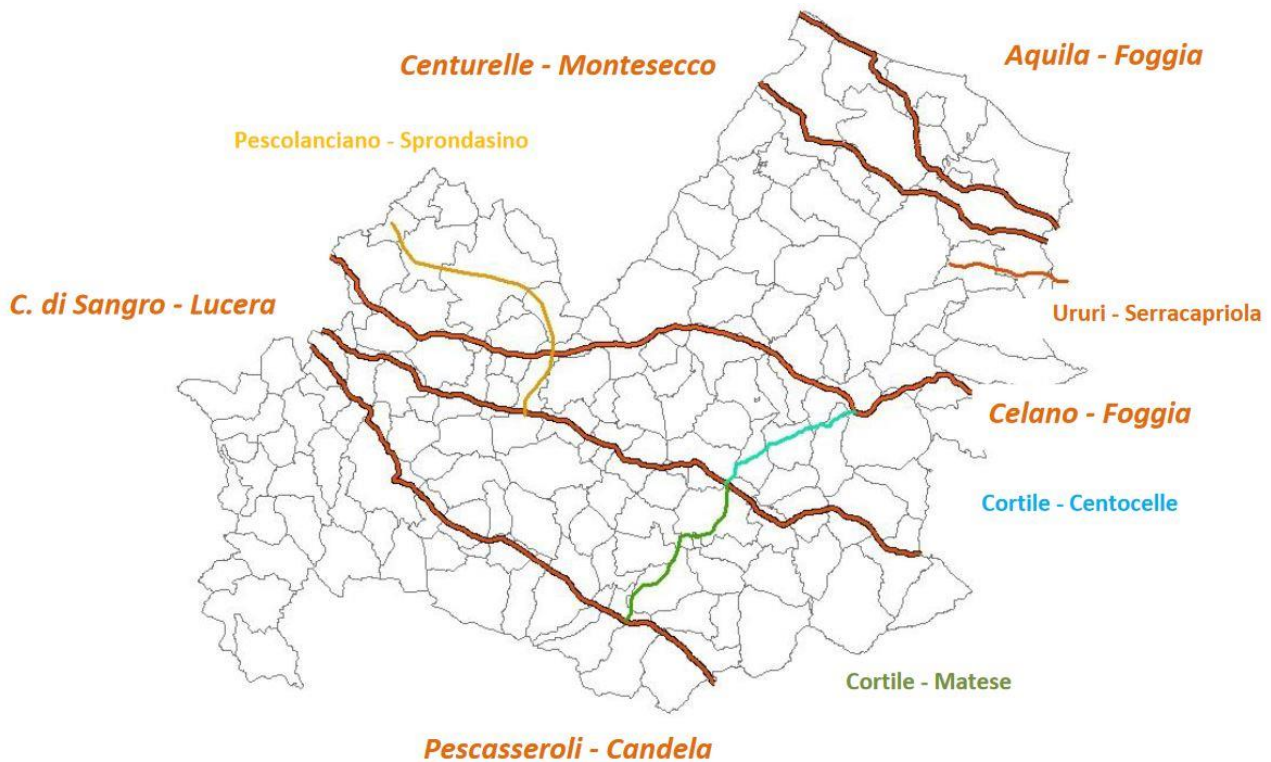 Aquila - Foggia
Centurelle - Montesecco
Pescolanciano - Sprondasino
C. di Sangro - Lucera
Ururi - Serracapriola
Celano - Foggia
Cortile - Centocelle
Cortile - Matese
Pescasseroli - Candela